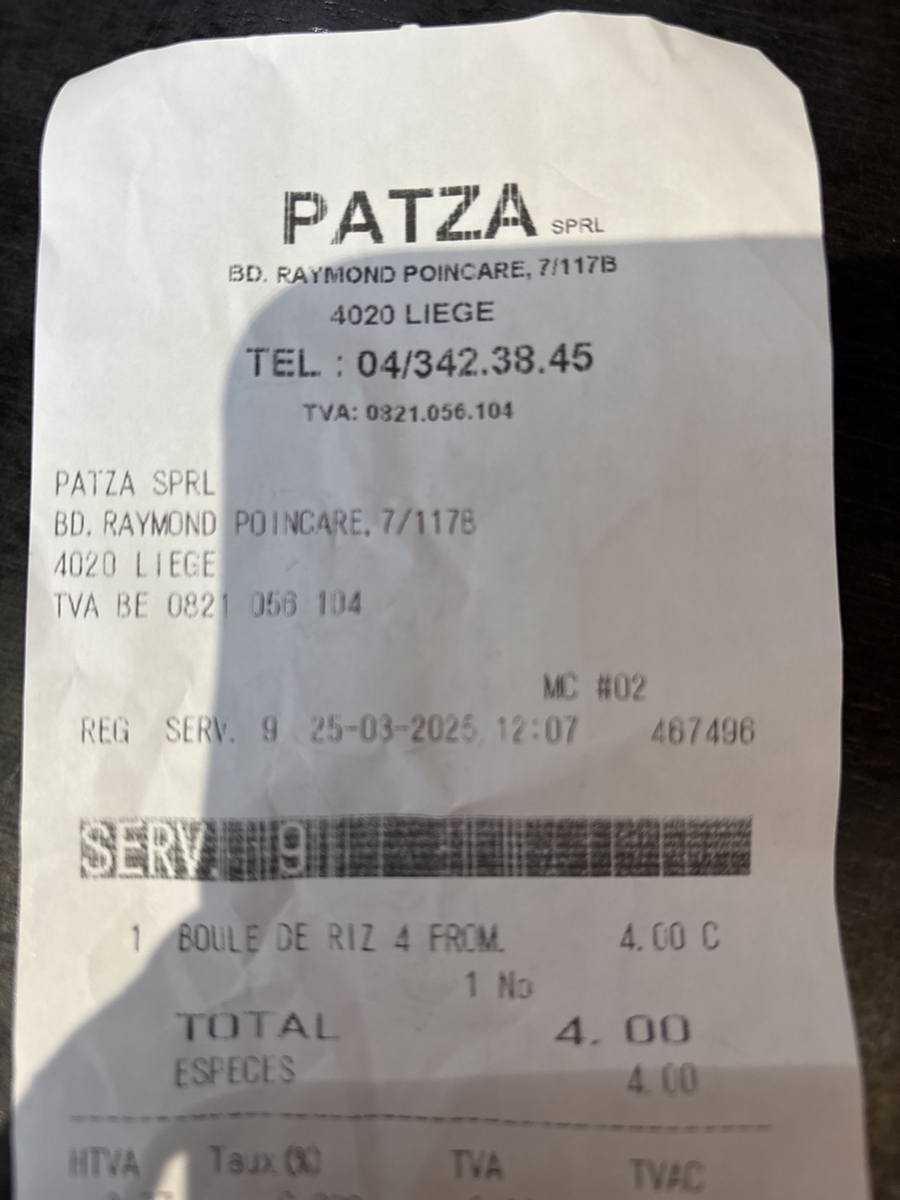 PATZA SPRL
BD. RAYMOND POINCARE, 7/117B
4020 LIEGE
TEL. : 04/342.38.45
TVA: 0821.056.104
PATZA SPRL
BD. RAYMOND POINCARE, 7/117B
4020 LIEGE
TVA BE 0821 056 104
MC #02
REG SERV. 9 25-03-2025 12:07 467496
SERV. 9
1 BOULE DE RIZ 4 FROM. 4.00 C
1 No
TOTAL 4.00
ESPECES 4.00
HTVA Taux (%) TVA TVAC